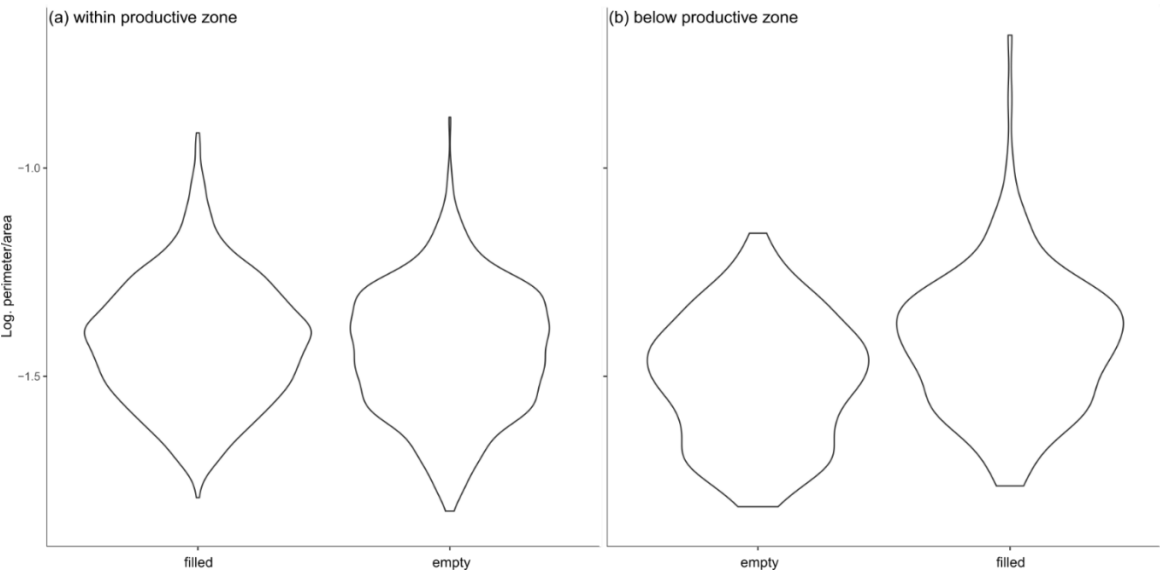 (a) within productive zone
(b) below productive zone
Log. perimeter/area
−1.0
−1.5
filled
empty
empty
filled